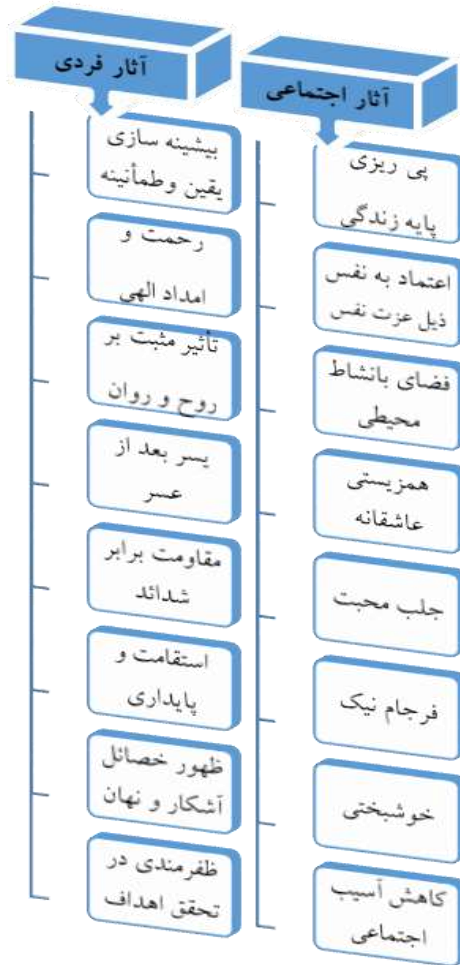 آثار اجتماعی
پی ریزی
پایه زندگی
اعتماد به نفس
ذیل عزت نفس
فضای بانشاط
محیطی
همزیستی
عاشقانه
جلب محبت
فرجام نیک
خوشبختی
کاهش آسیب
اجتماعی
آثار فردی
بیشینه سازی
یقین وطمأنینه
رحمت و
امداد الهی
تأثیر مثبت بر
روح و روان
یسر بعد از
عسر
مقاومت برابر
شدائد
استقامت و
پایداری
ظهور خصائل
آشکار و نهان
ظفرمندی در
تحقق اهداف